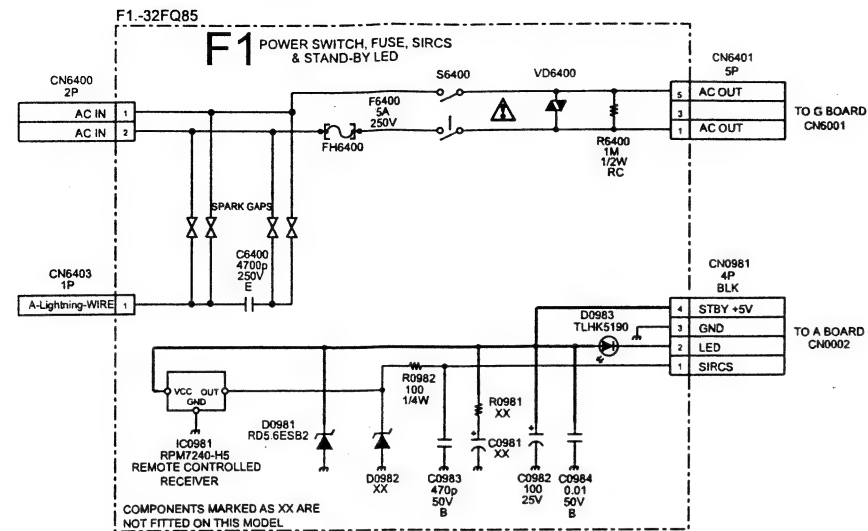 F1.-32FQ85
F1 POWER SWITCH, FUSE, SIRCS
& STAND-BY LED
CN6400
2P
AC IN 1
AC IN 2
F6400
5A
250V
FH6400
S6400
VD6400
R6400
1M
1/2W
RC
CN6401
5P
5 AC OUT
3
1 AC OUT
TO G BOARD
CN6001
SPARK GAPS
C6400
4700p
250V
E
CN6403
1P
A-Lightning-WIRE 1
CN0981
4P
BLK
4 STBY +5V
3 GND
2 LED
1 SIRCS
TO A BOARD
CN0002
D0983
TLHK5190
VCC OUT
GND
IC0981
RPM7240-H5
REMOTE CONTROLLED
RECEIVER
D0981
RD5.6ESB2
R0982
100
1/4W
D0982
XX
C0983
470p
50V
B
R0981
XX
+
C0981
XX
+
C0982
100
25V
C0984
0.01
50V
B
COMPONENTS MARKED AS XX ARE
NOT FITTED ON THIS MODEL